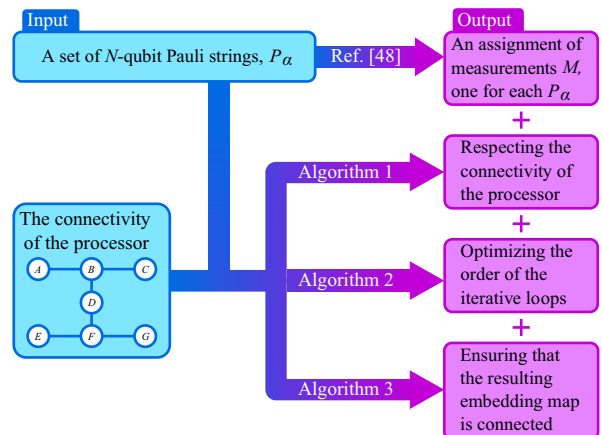 Input
A set of N-qubit Pauli strings, Pα
Ref. [48]
Output
An assignment of
measurements M,
one for each Pα
+
Algorithm 1
Respecting the
connectivity of
the processor
+
The connectivity
of the processor
A B C
D
E F G
Algorithm 2
Optimizing the
order of the
iterative loops
+
Algorithm 3
Ensuring that
the resulting
embedding map
is connected